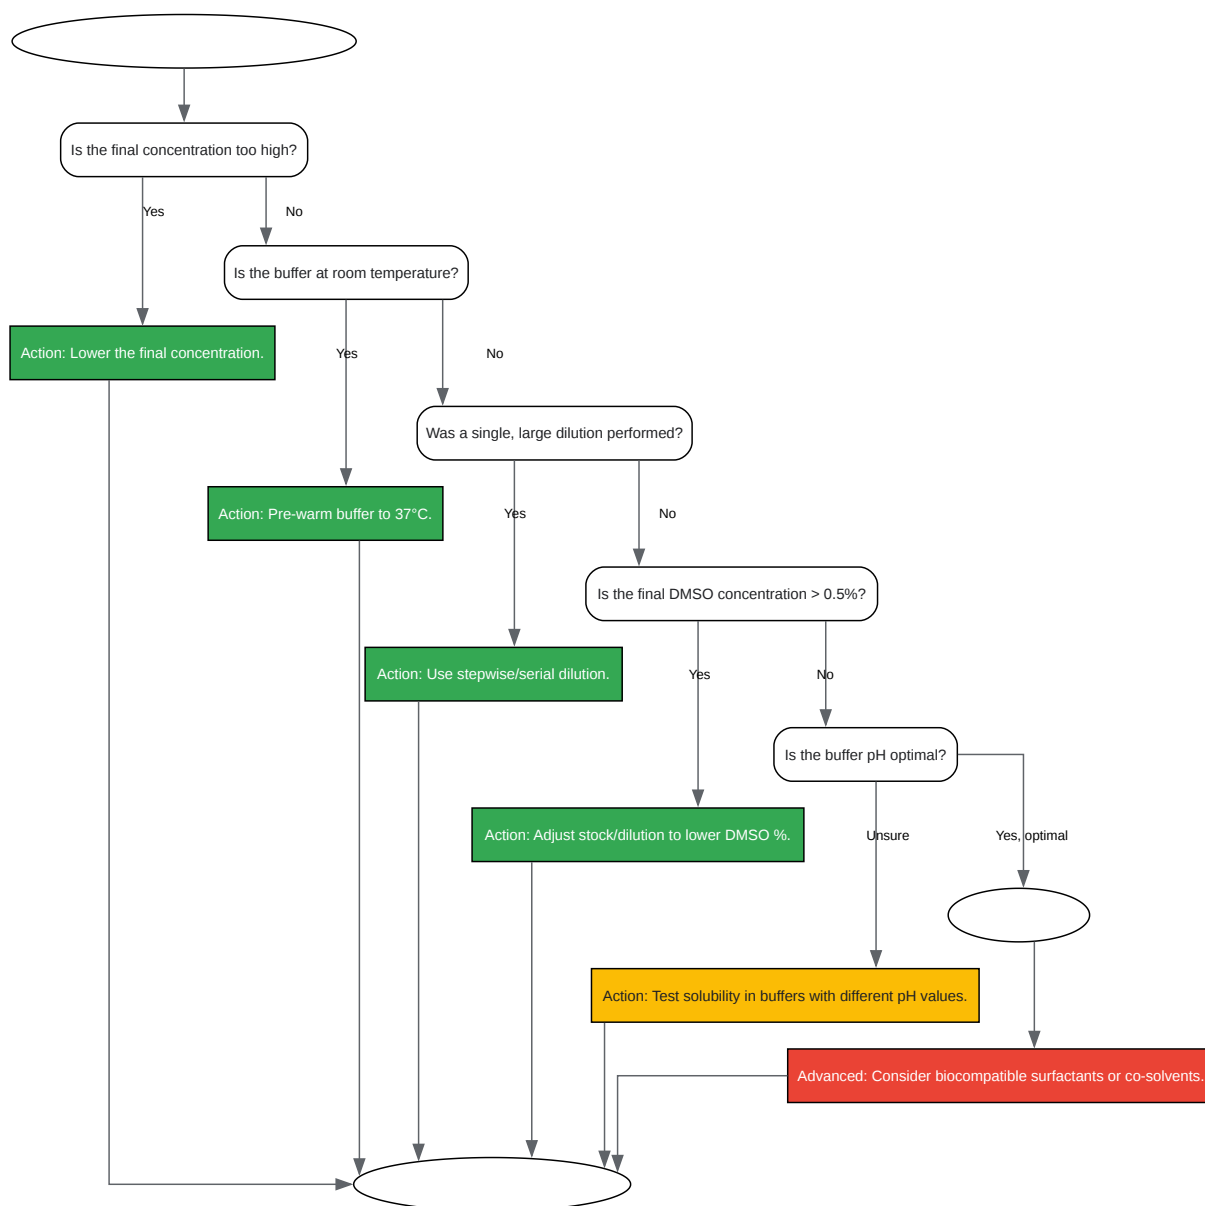 Is the final concentration too high?
Yes
No
Is the buffer at room temperature?
Action: Lower the final concentration.
Yes
No
Was a single, large dilution performed?
Action: Pre-warm buffer to 37°C.
Yes
No
Is the final DMSO concentration > 0.5%?
Action: Use stepwise/serial dilution.
Yes
No
Is the buffer pH optimal?
Action: Adjust stock/dilution to lower DMSO %.
Unsure
Yes, optimal
Action: Test solubility in buffers with different pH values.
Advanced: Consider biocompatible surfactants or co-solvents.